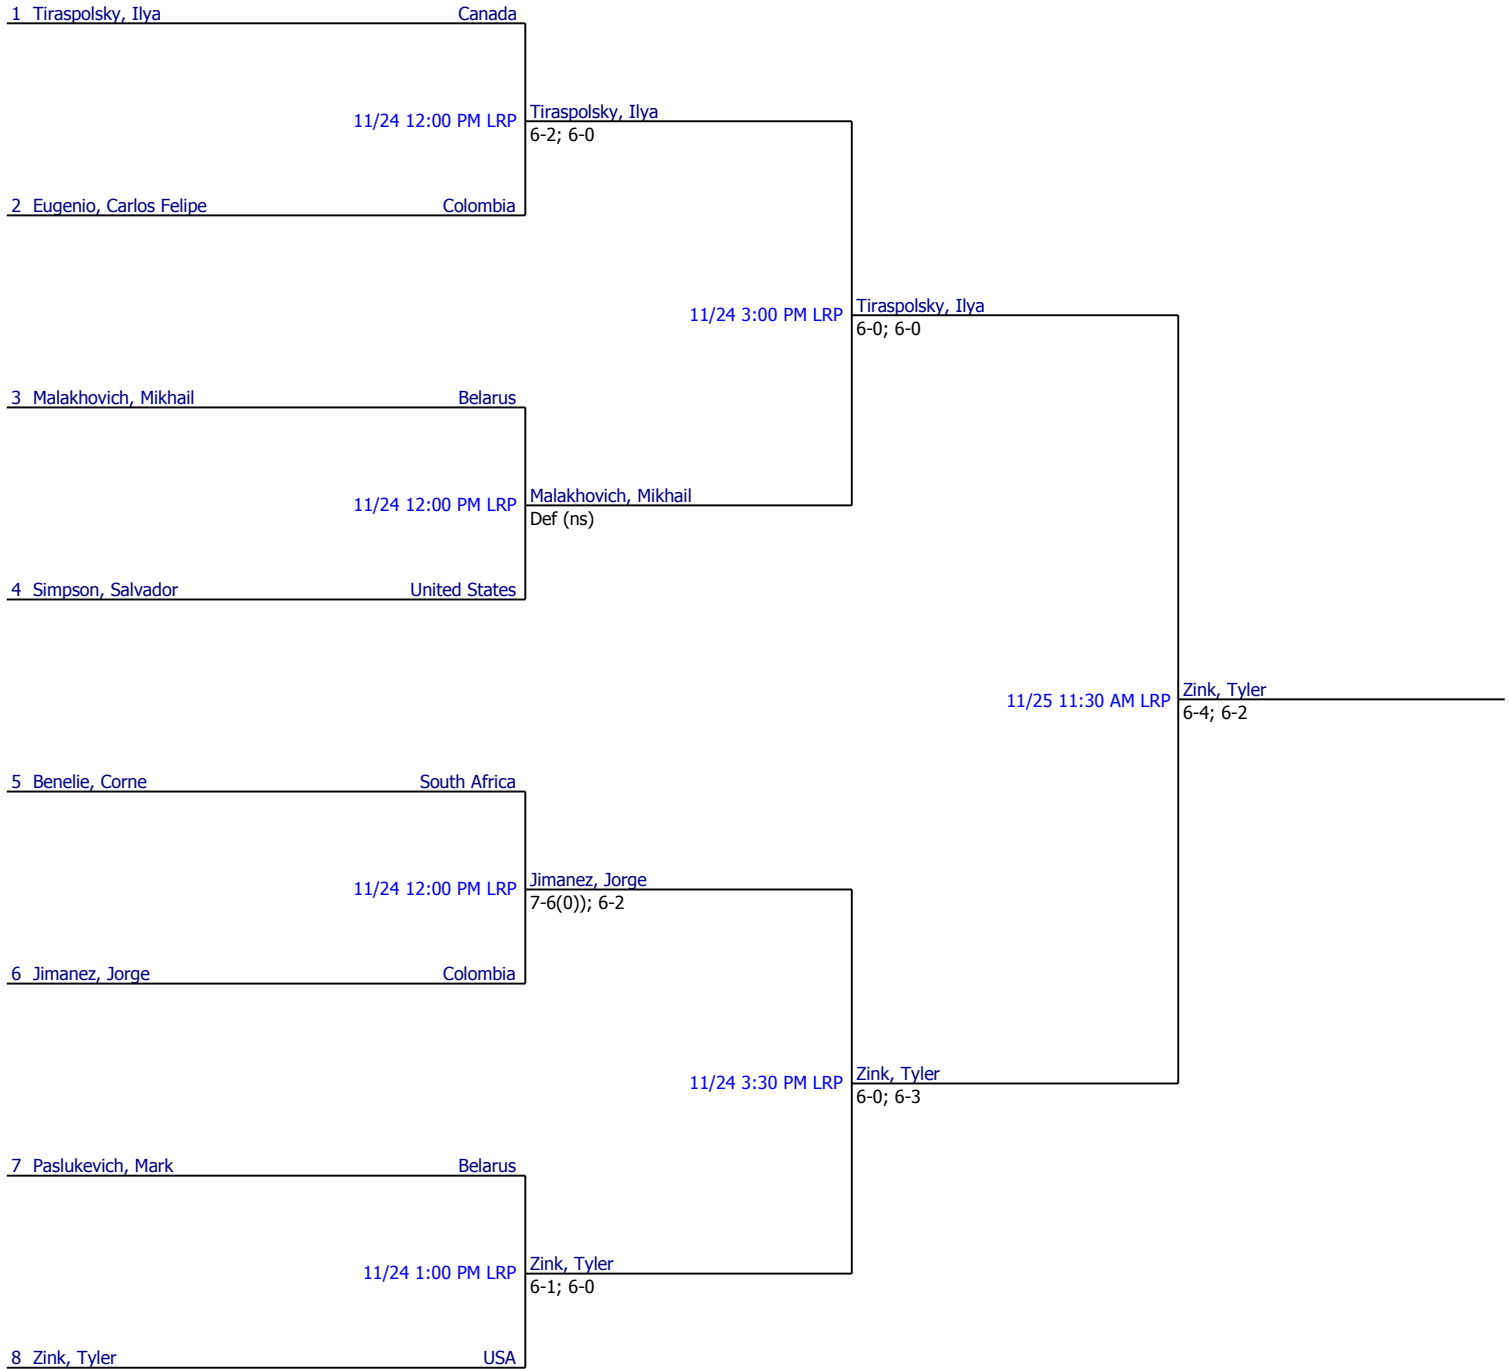 1 Tiraspolsky, Ilya Canada
11/24 12:00 PM LRP Tiraspolsky, Ilya
6-2; 6-0
2 Eugenio, Carlos Felipe Colombia
11/24 3:00 PM LRP Tiraspolsky, Ilya
6-0; 6-0
3 Malakhovich, Mikhail Belarus
11/24 12:00 PM LRP Malakhovich, Mikhail
Def (ns)
4 Simpson, Salvador United States
11/25 11:30 AM LRP Zink, Tyler
6-4; 6-2
5 Benelie, Corne South Africa
11/24 12:00 PM LRP Jimanez, Jorge
7-6(0)); 6-2
6 Jimanez, Jorge Colombia
11/24 3:30 PM LRP Zink, Tyler
6-0; 6-3
7 Paslukevich, Mark Belarus
11/24 1:00 PM LRP Zink, Tyler
6-1; 6-0
8 Zink, Tyler USA